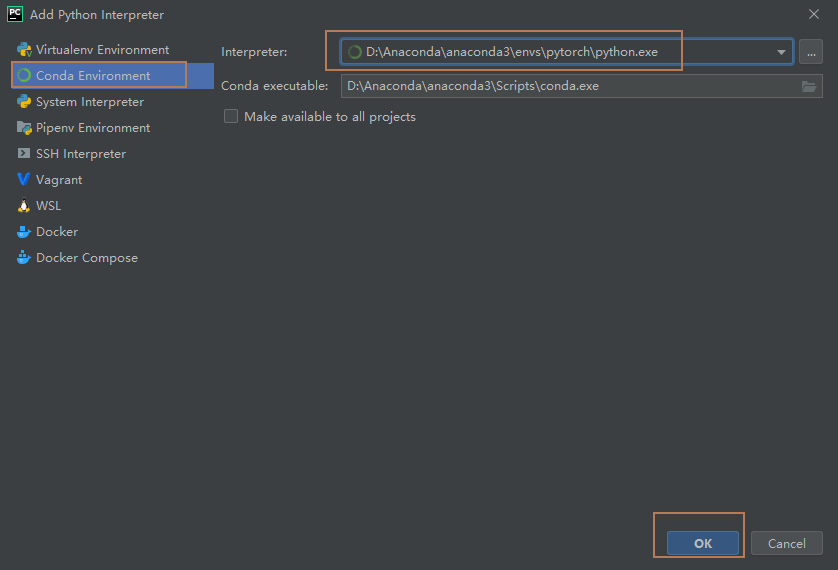 PC Add Python Interpreter
Virtualenv Environment
Conda Environment
System Interpreter
Pipenv Environment
SSH Interpreter
Vagrant
WSL
Docker
Docker Compose
Interpreter: D:\Anaconda\anaconda3\envs\pytorch\python.exe ...
Conda executable: D:\Anaconda\anaconda3\Scripts\conda.exe
Make available to all projects
OK Cancel